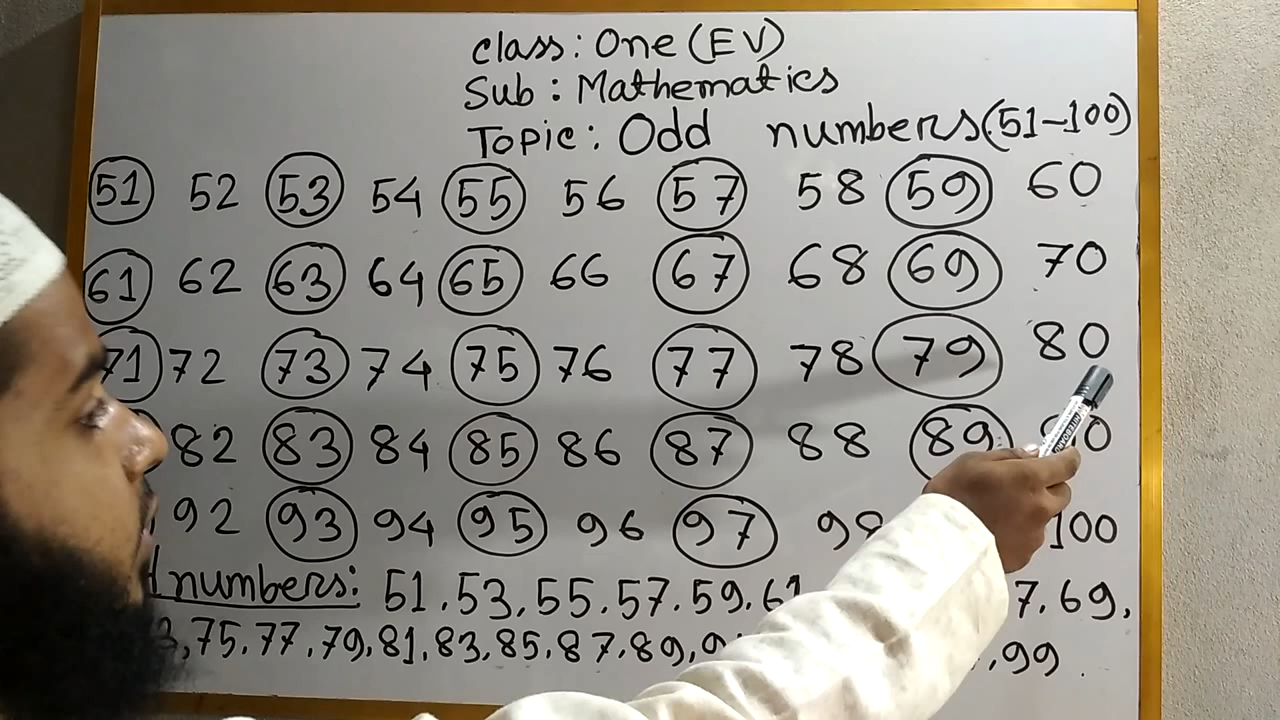 Class: One (EV)
Sub : Mathematics
Topic: Odd numbers (51-100)
51 52 53 54 55 56 57 58 59 60
61 62 63 64 65 66 67 68 69 70
71 72 73 74 75 76 77 78 79 80
82 83 84 85 86 87 88 89
92 93 94 95 96 97 98 100
numbers: 51, 53, 55, 57, 59, 61 69,
75, 77, 79, 81, 83, 85, 87, 89, , 99